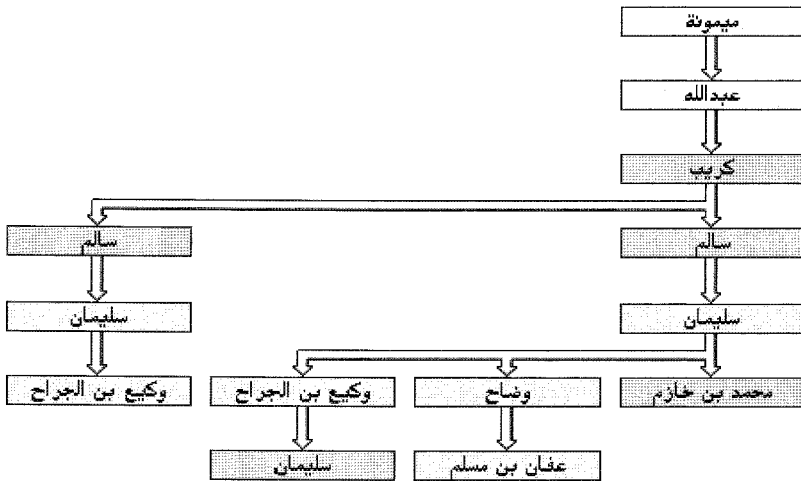 ميمونة
عبدالله
كريب
سالم
سالم
سليمان
سليمان
محمد بن خازم
وضاح
وكيع بن الجراح
وكيع بن الجراح
عفان بن مسلم
سليمان